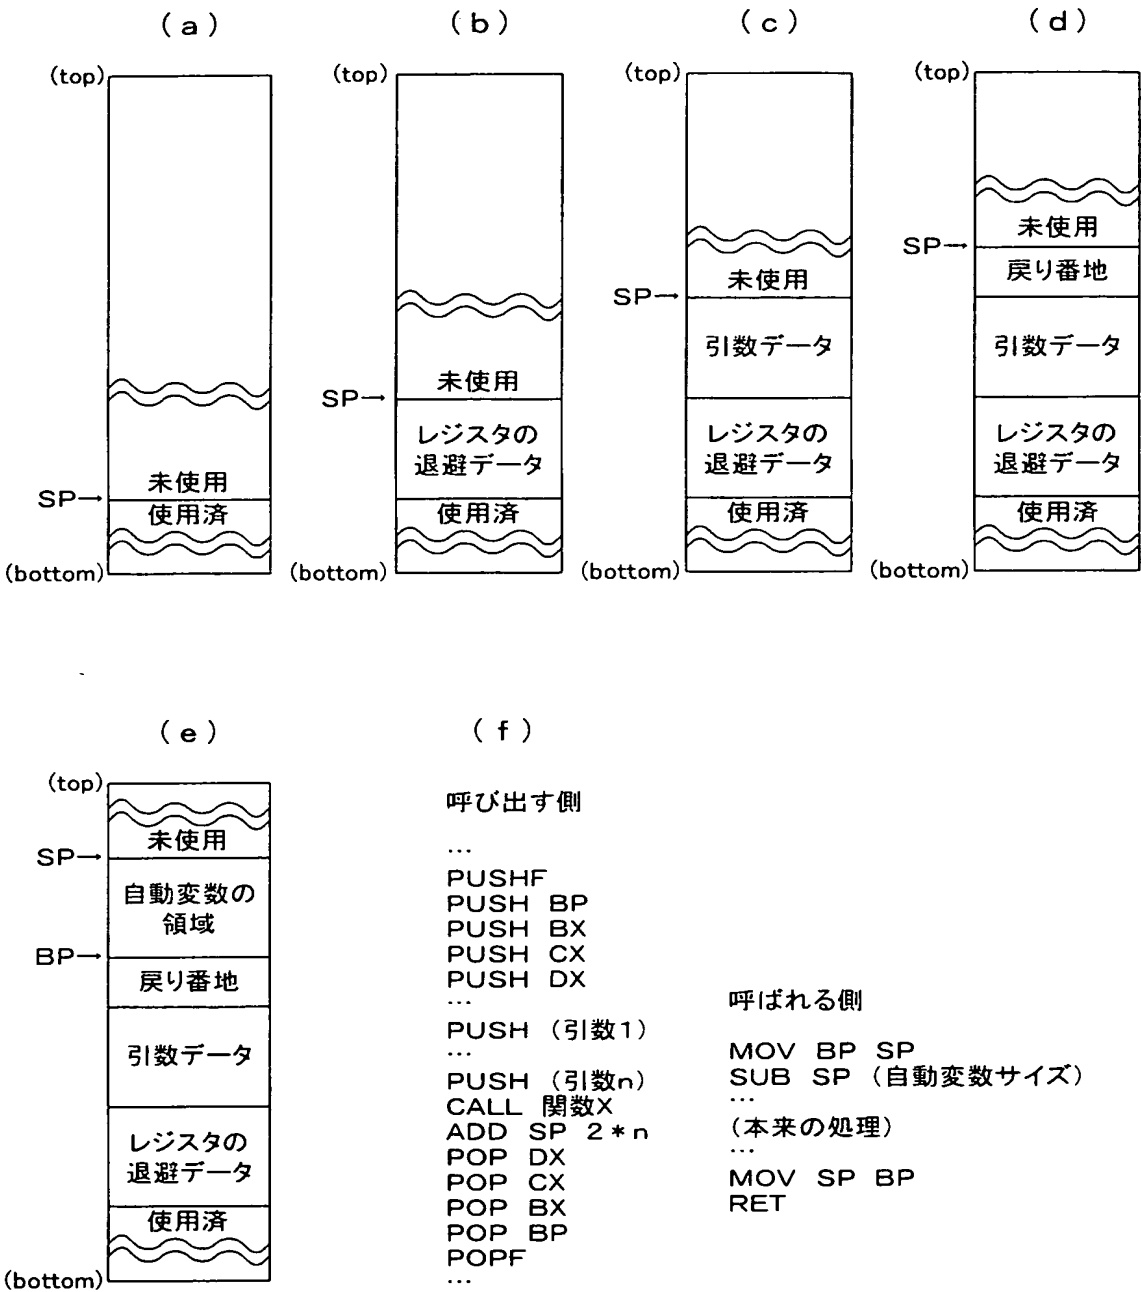 (a)
(top)
未使用
SP→
使用済
(bottom)
(b)
(top)
未使用
SP→
レジスタの
退避データ
使用済
(bottom)
(c)
(top)
未使用
SP→
引数データ
レジスタの
退避データ
使用済
(bottom)
(d)
(top)
未使用
SP→
戻り番地
引数データ
レジスタの
退避データ
使用済
(bottom)
(e)
(top)
未使用
SP→
自動変数の
領域
BP→
戻り番地
引数データ
レジスタの
退避データ
使用済
(bottom)
(f)
呼び出す側
…
PUSHF
PUSH BP
PUSH BX
PUSH CX
PUSH DX
…
PUSH (引数1)
…
PUSH (引数n)
CALL 関数X
ADD SP 2*n
POP DX
POP CX
POP BX
POP BP
POPF
…
呼ばれる側
MOV BP SP
SUB SP (自動変数サイズ)
…
(本来の処理)
…
MOV SP BP
RET